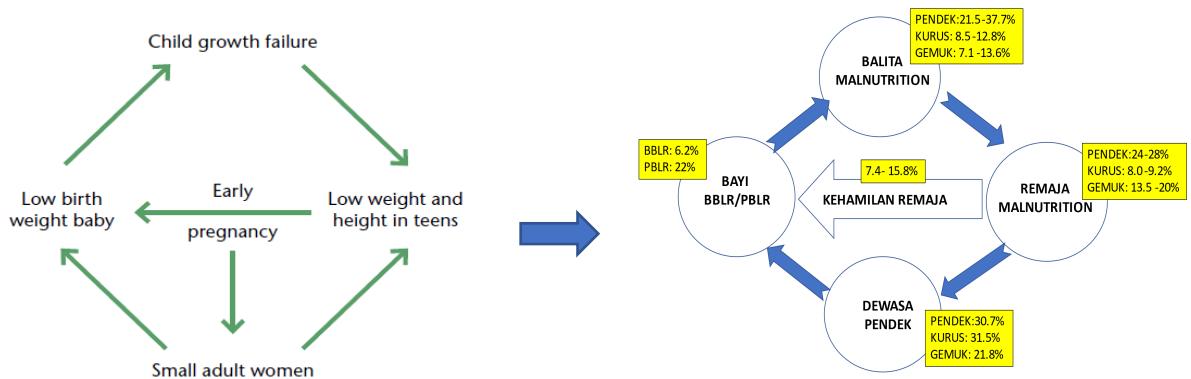 Child growth failure
Low birth
weight baby
Early
pregnancy
Low weight and
height in teens
Small adult women
PENDEK:21.5-37.7%
KURUS: 8.5 -12.8%
GEMUK: 7.1 -13.6%
BALITA
MALNUTRITION
BBLR: 6.2%
PBLR: 22%
BAYI
BBLR/PBLR
7.4- 15.8%
KEHAMILAN REMAJA
PENDEK:24-28%
KURUS: 8.0-9.2%
GEMUK: 13.5 -20%
REMAJA
MALNUTRITION
DEWASA
PENDEK
PENDEK:30.7%
KURUS: 31.5%
GEMUK: 21.8%